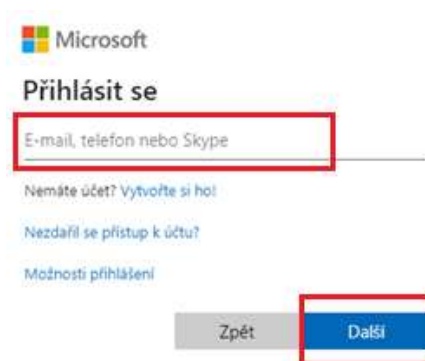 Microsoft
Přihlásit se
E-mail, telefon nebo Skype
Nemáte účet? Vytvořte si ho!
Nezdařil se přístup k účtu?
Možnosti přihlášení
Zpět Další